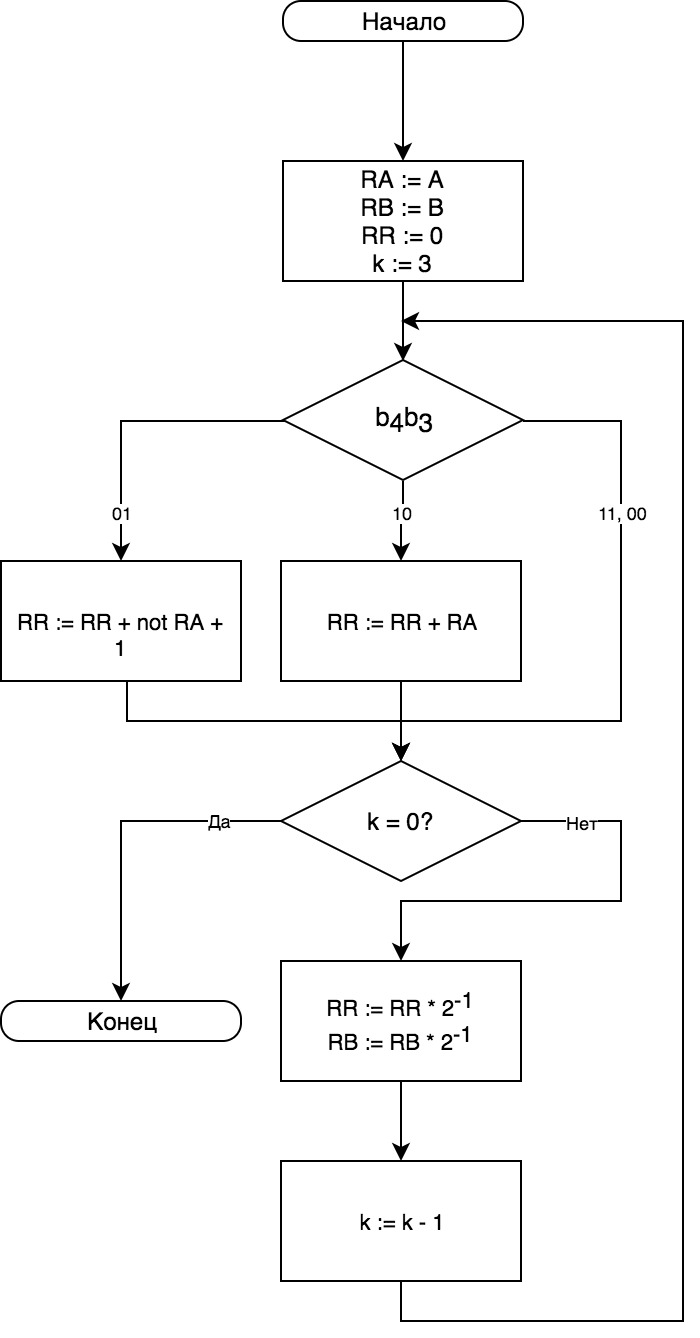 Начало
RA := A
RB := B
RR := 0
k := 3
b₄b₃
01
10
11, 00
RR := RR + not RA +
1
RR := RR + RA
k = 0?
Да
Нет
RR := RR * 2⁻¹
RB := RB * 2⁻¹
Конец
k := k - 1